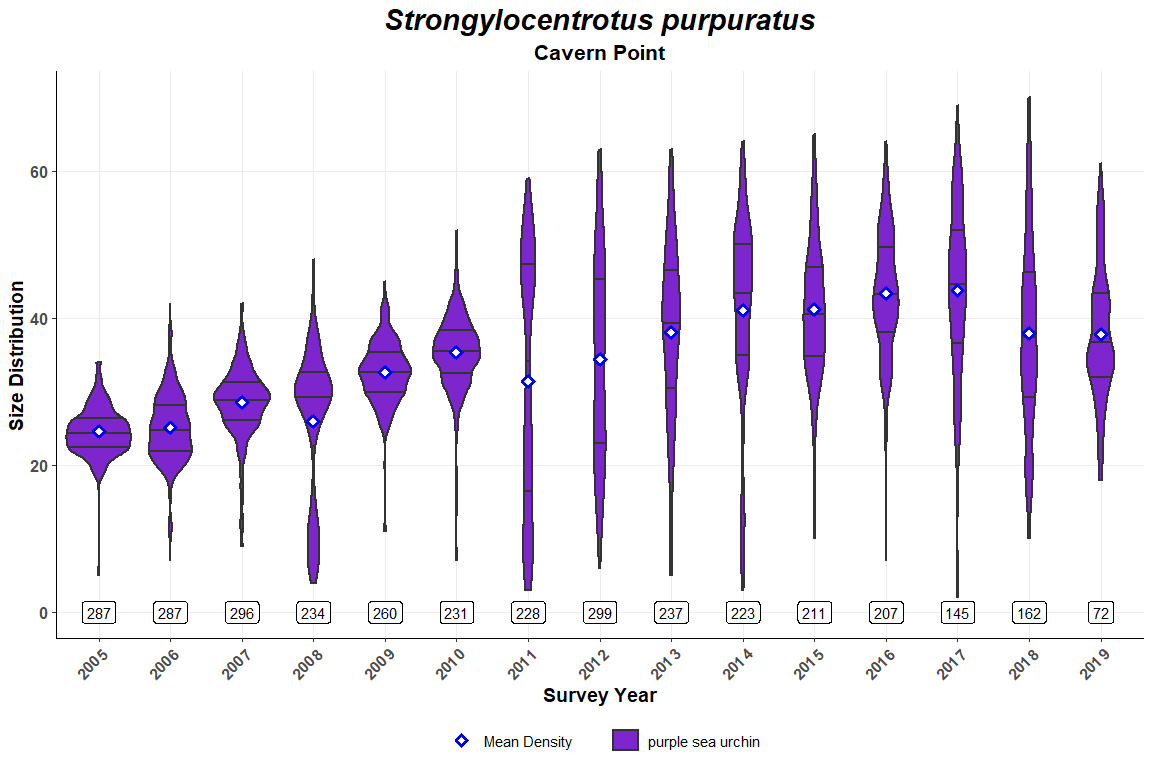 Strongylocentrotus purpuratus
Cavern Point
Size Distribution
60
40
20
0
287 287 296 234 260 231 228 299 237 223 211 207 145 162 72
2005 2006 2007 2008 2009 2010 2011 2012 2013 2014 2015 2016 2017 2018 2019
Survey Year
Mean Density purple sea urchin